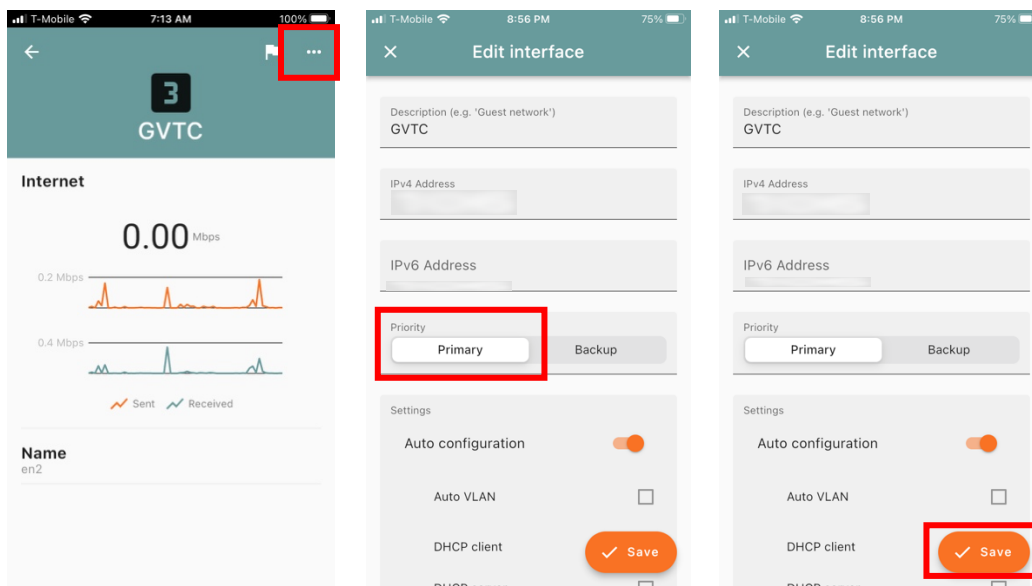 T-Mobile 7:13 AM 100%
3
GVTC
Internet
0.00 Mbps
0.2 Mbps
0.4 Mbps
Sent Received
Name
en2
T-Mobile 8:56 PM 75%
Edit interface
Description (e.g. 'Guest network')
GVTC
IPv4 Address
IPv6 Address
Priority
Primary Backup
Settings
Auto configuration
Auto VLAN
DHCP client
Save
T-Mobile 8:56 PM 75%
Edit interface
Description (e.g. 'Guest network')
GVTC
IPv4 Address
IPv6 Address
Priority
Primary Backup
Settings
Auto configuration
Auto VLAN
DHCP client
Save